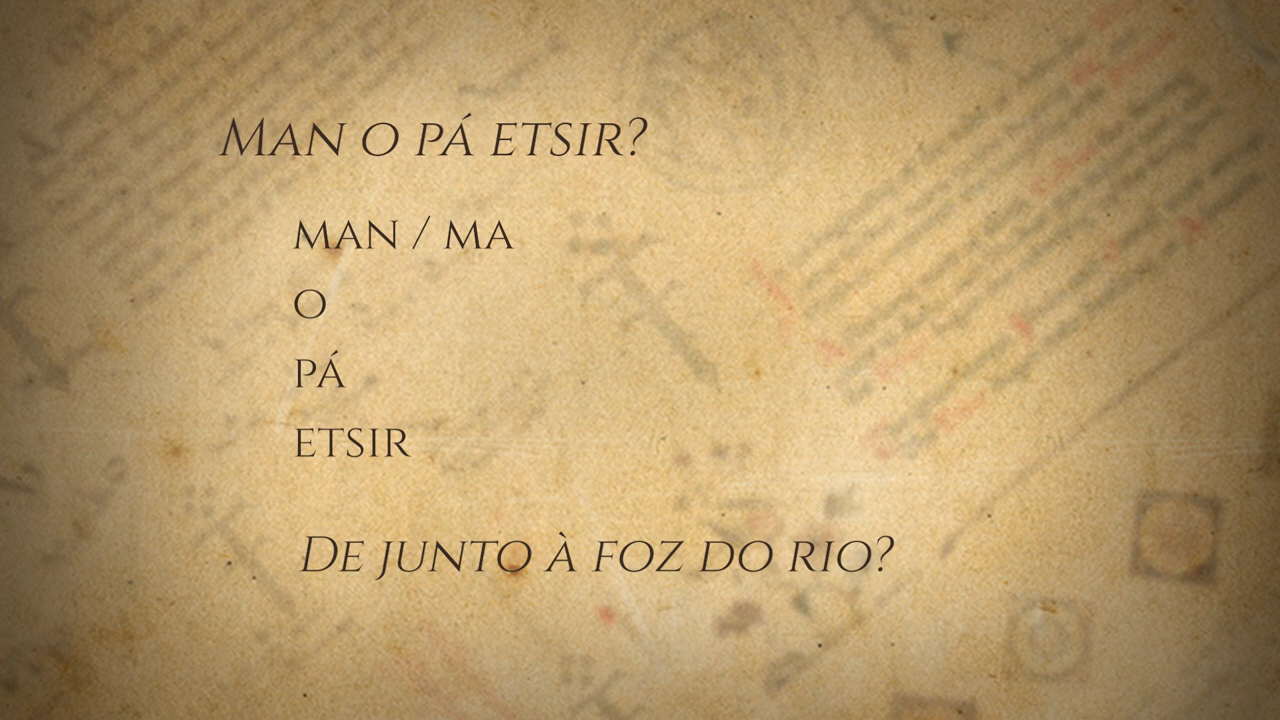 Man o pá etsir?
man / ma
o
pá
etsir
De junto à foz do rio?